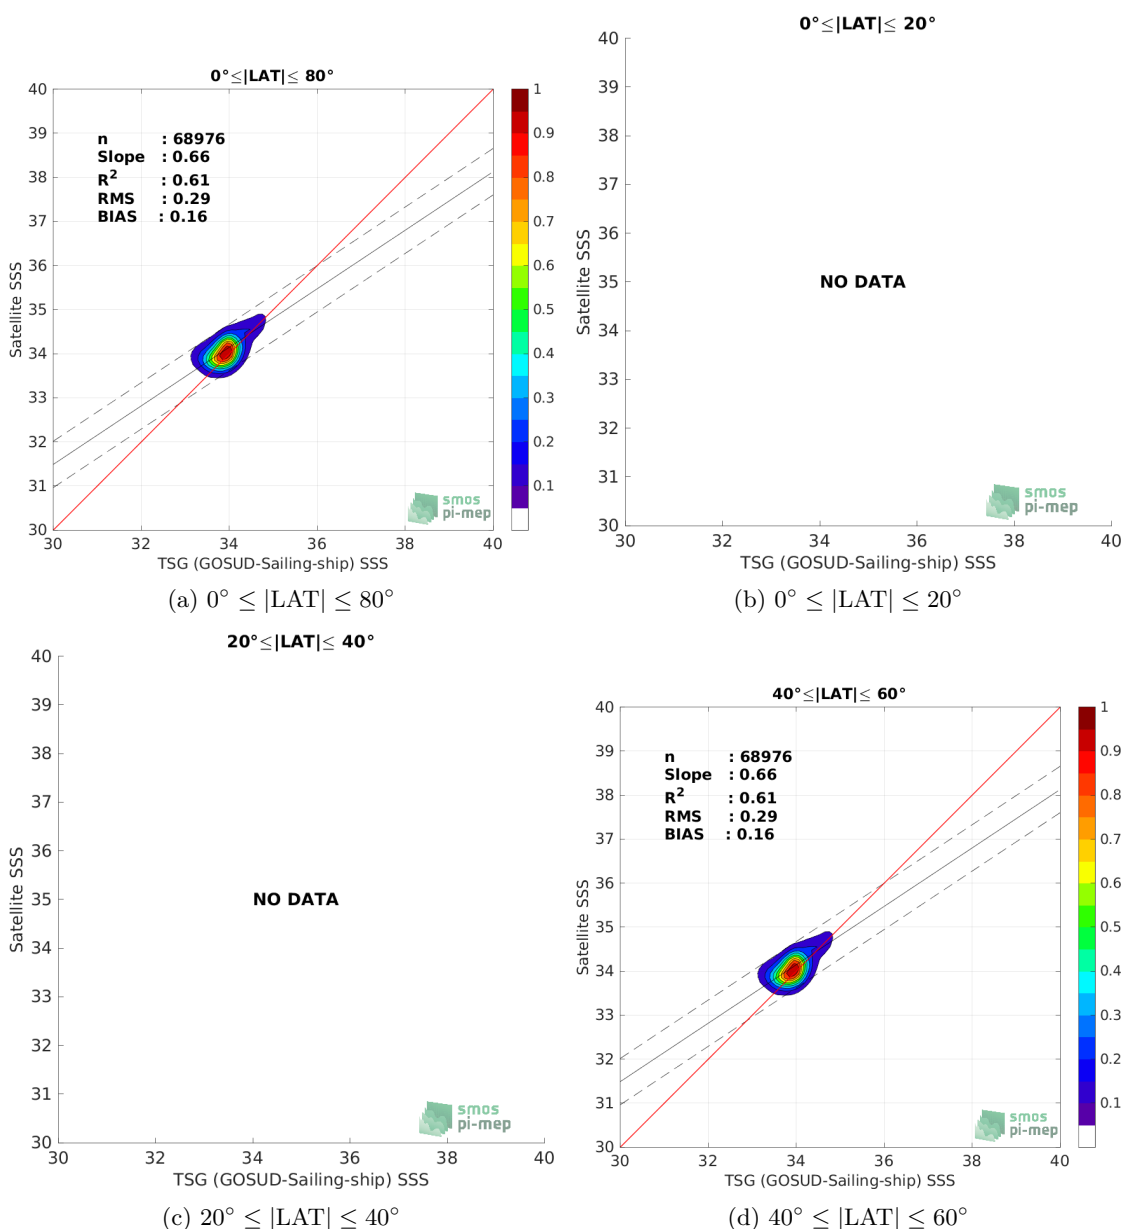 0°≤|LAT|≤ 80°
40
39
38
37
36
35
34
33
32
31
30
Satellite SSS
n : 68976
Slope : 0.66
R² : 0.61
RMS : 0.29
BIAS : 0.16
smos
pi-mep
30 32 34 36 38 40
TSG (GOSUD-Sailing-ship) SSS
1
0.9
0.8
0.7
0.6
0.5
0.4
0.3
0.2
0.1
(a) 0° ≤ |LAT| ≤ 80°
0°≤|LAT|≤ 20°
40
39
38
37
36
35
34
33
32
31
30
Satellite SSS
NO DATA
smos
pi-mep
30 32 34 36 38 40
TSG (GOSUD-Sailing-ship) SSS
(b) 0° ≤ |LAT| ≤ 20°
20°≤|LAT|≤ 40°
40
39
38
37
36
35
34
33
32
31
30
Satellite SSS
NO DATA
smos
pi-mep
30 32 34 36 38 40
TSG (GOSUD-Sailing-ship) SSS
(c) 20° ≤ |LAT| ≤ 40°
40°≤|LAT|≤ 60°
40
39
38
37
36
35
34
33
32
31
30
Satellite SSS
n : 68976
Slope : 0.66
R² : 0.61
RMS : 0.29
BIAS : 0.16
smos
pi-mep
30 32 34 36 38 40
TSG (GOSUD-Sailing-ship) SSS
1
0.9
0.8
0.7
0.6
0.5
0.4
0.3
0.2
0.1
(d) 40° ≤ |LAT| ≤ 60°